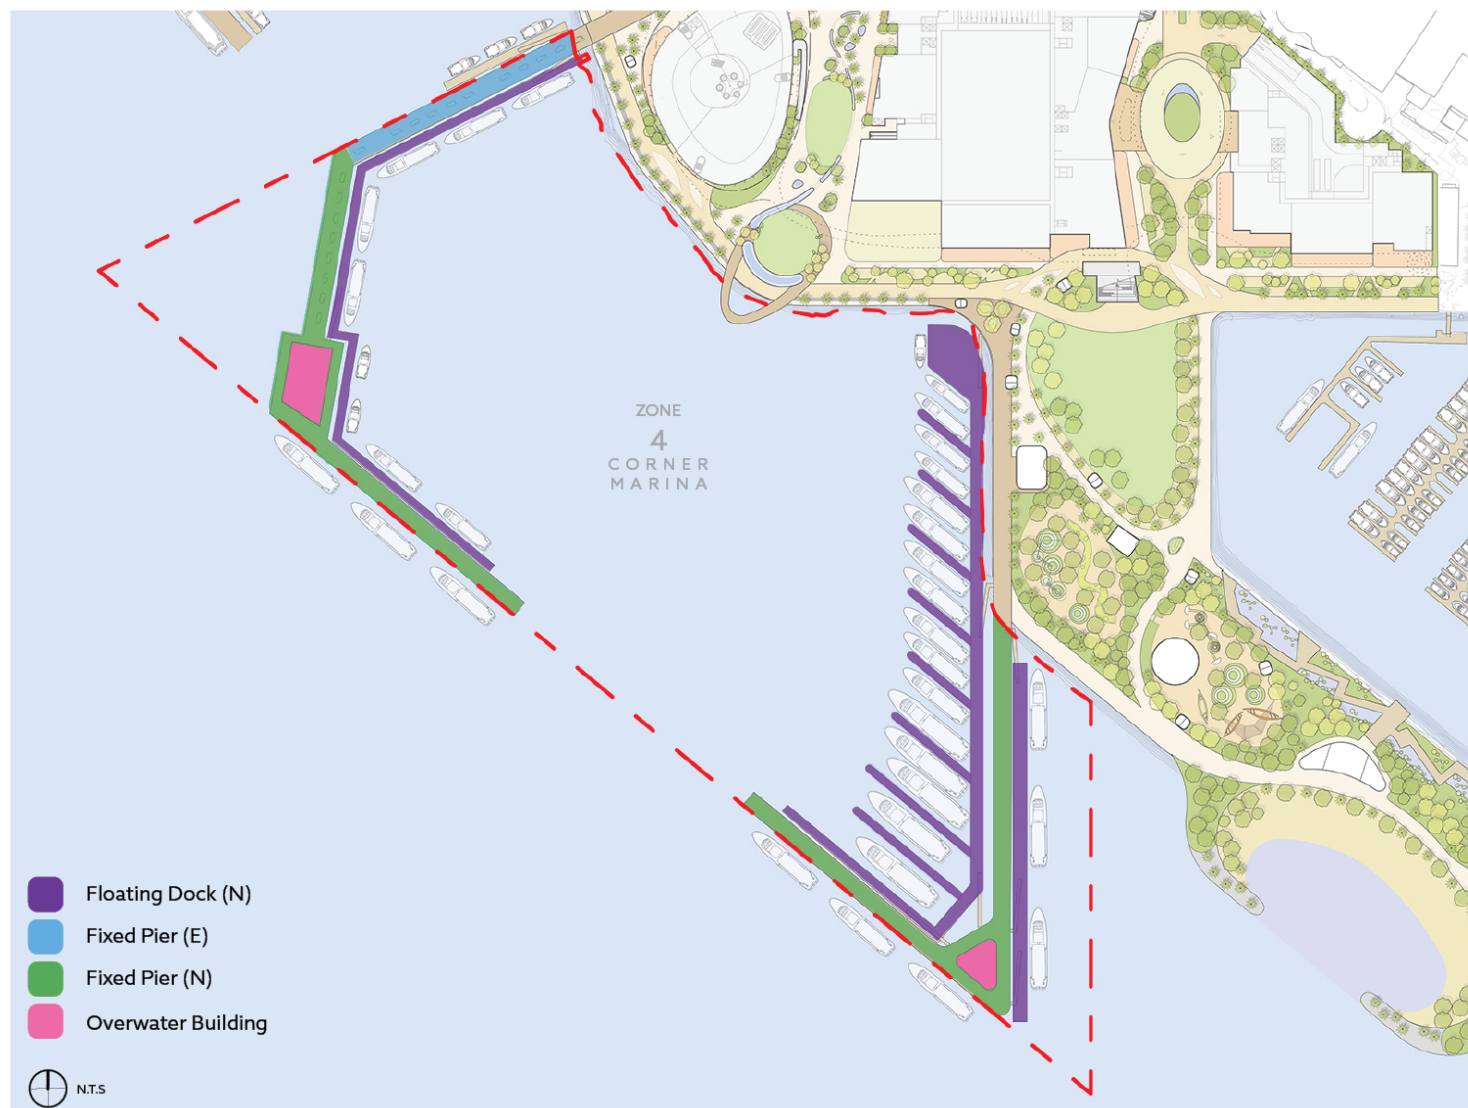 ZONE
4
CORNER
MARINA
Floating Dock (N)
Fixed Pier (E)
Fixed Pier (N)
Overwater Building
N.T.S